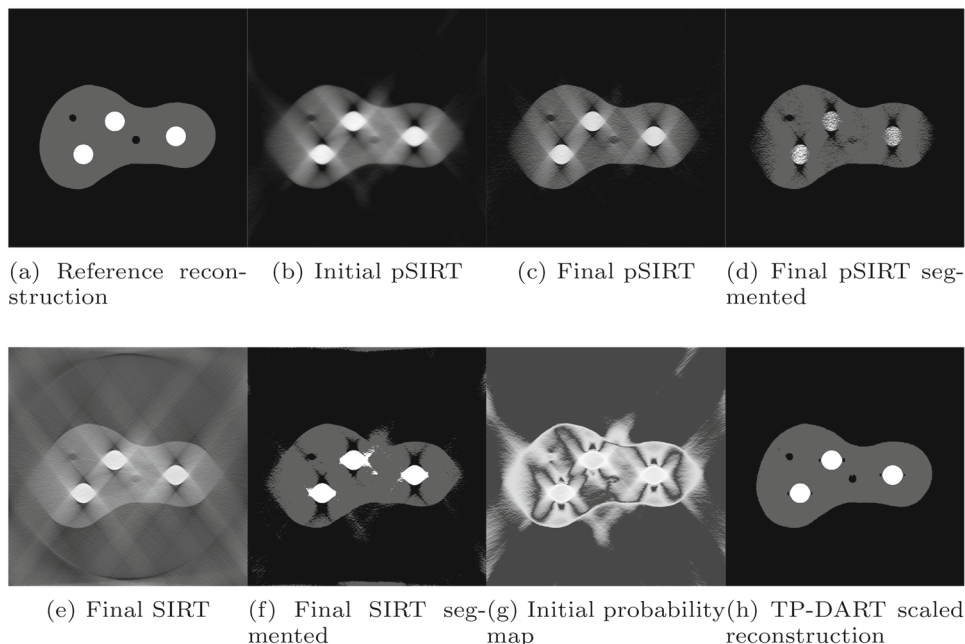 (a) Reference recon-
struction
(b) Initial pSIRT
(c) Final pSIRT
(d) Final pSIRT seg-
mented
(e) Final SIRT
(f) Final SIRT seg-
mented
(g) Initial probability
map
(h) TP-DART scaled
reconstruction